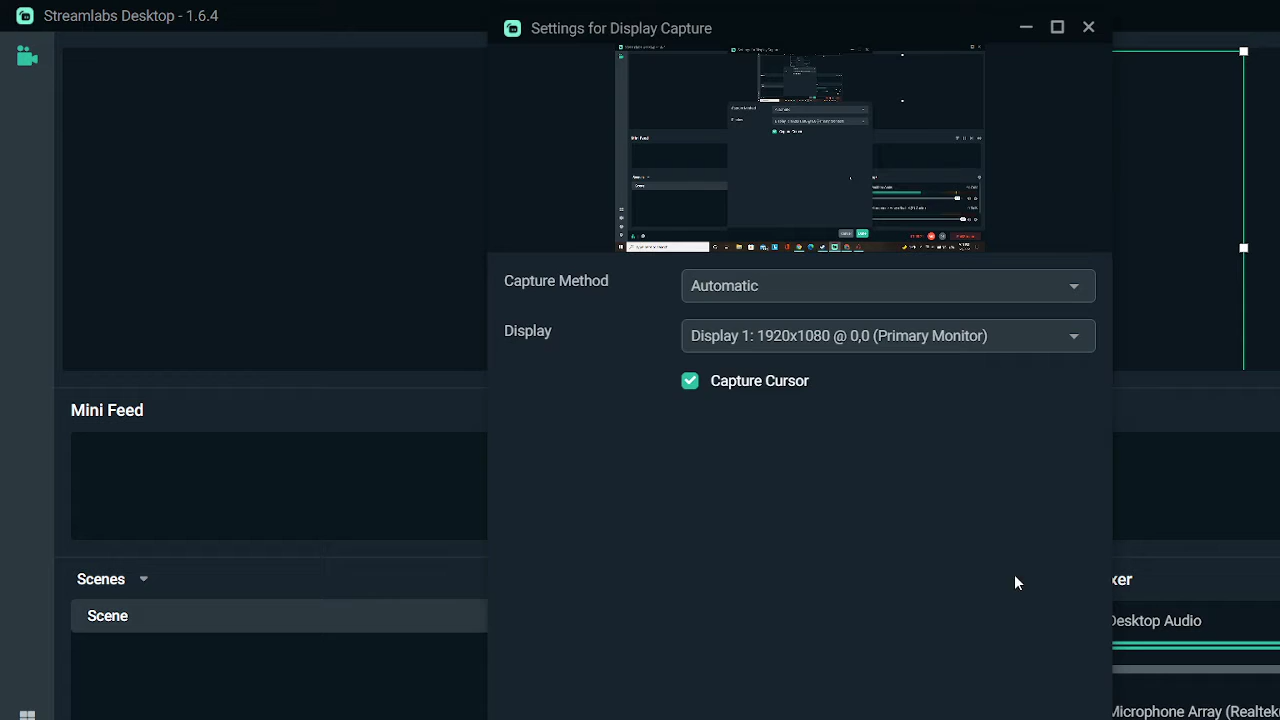 Streamlabs Desktop - 1.6.4
Settings for Display Capture
Capture Method
Automatic
Display
Display 1: 1920x1080 @ 0,0 (Primary Monitor)
Capture Cursor
Mini Feed
Scenes
Scene
xer
Desktop Audio
Microphone Array (Realtek